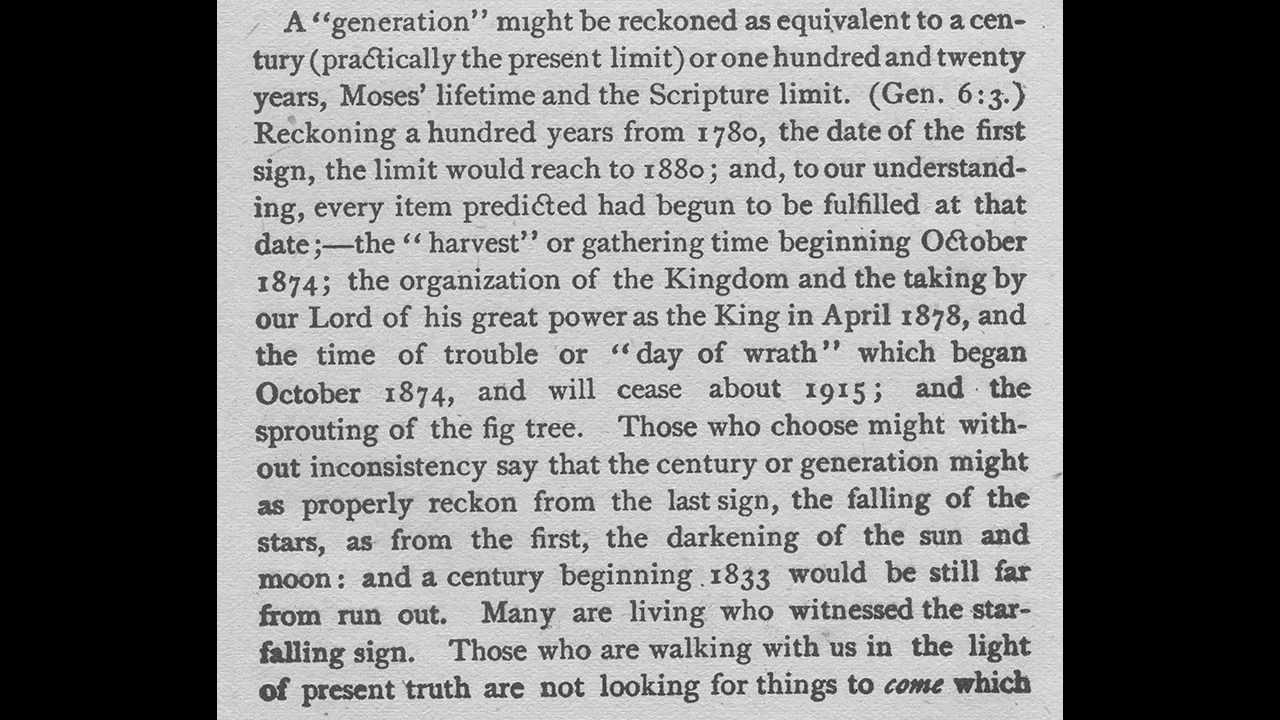 A “generation” might be reckoned as equivalent to a cen-
tury (practically the present limit) or one hundred and twenty
years, Moses’ lifetime and the Scripture limit. (Gen. 6:3.)
Reckoning a hundred years from 1780, the date of the first
sign, the limit would reach to 1880; and, to our understand-
ing, every item predicted had begun to be fulfilled at that
date;—the “harvest” or gathering time beginning October
1874; the organization of the Kingdom and the taking by
our Lord of his great power as the King in April 1878, and
the time of trouble or “day of wrath” which began
October 1874, and will cease about 1915; and the
sprouting of the fig tree. Those who choose might with-
out inconsistency say that the century or generation might
as properly reckon from the last sign, the falling of the
stars, as from the first, the darkening of the sun and
moon: and a century beginning 1833 would be still far
from run out. Many are living who witnessed the star-
falling sign. Those who are walking with us in the light
of present truth are not looking for things to come which